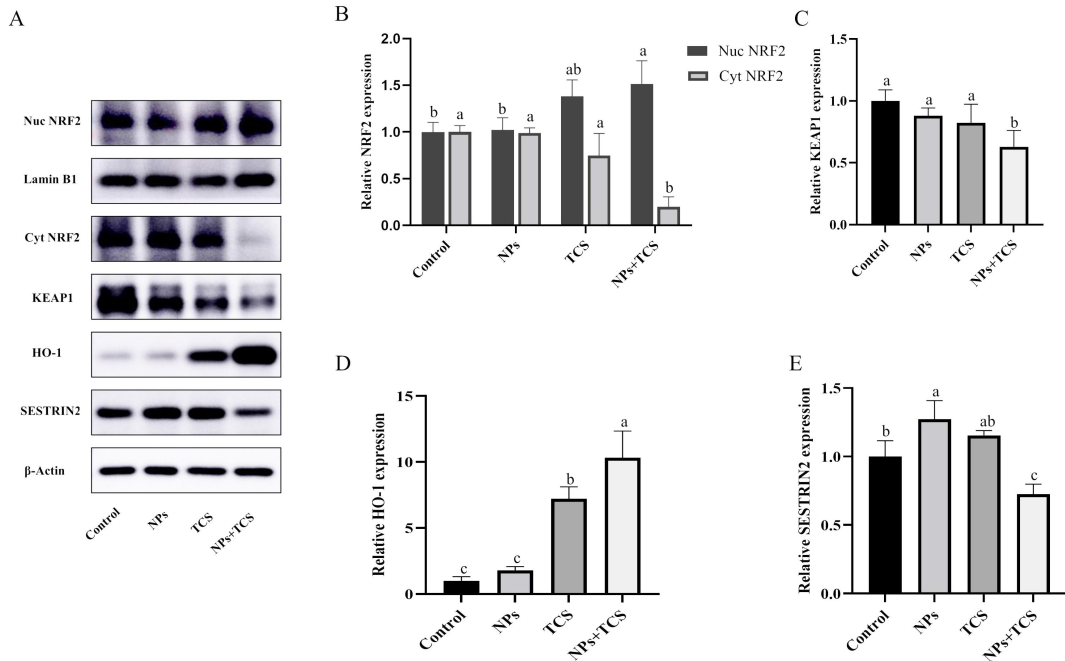 A
Nuc NRF2
Lamin B1
Cyt NRF2
KEAP1
HO-1
SESTRIN2
β-Actin
Control
NPs
TCS
NPs+TCS
B
Relative NRF2 expression
2.0
1.5
1.0
0.5
0.0
b
a
b
a
ab
a
a
b
Nuc NRF2
Cyt NRF2
Control
NPs
TCS
NPs+TCS
C
Relative KEAP1 expression
1.5
1.0
0.5
0.0
a
a
a
b
Control
NPs
TCS
NPs+TCS
D
Relative HO-1 expression
15
10
5
0
c
c
b
a
Control
NPs
TCS
NPs+TCS
E
Relative SESTRIN2 expression
1.5
1.0
0.5
0.0
b
a
ab
c
Control
NPs
TCS
NPs+TCS